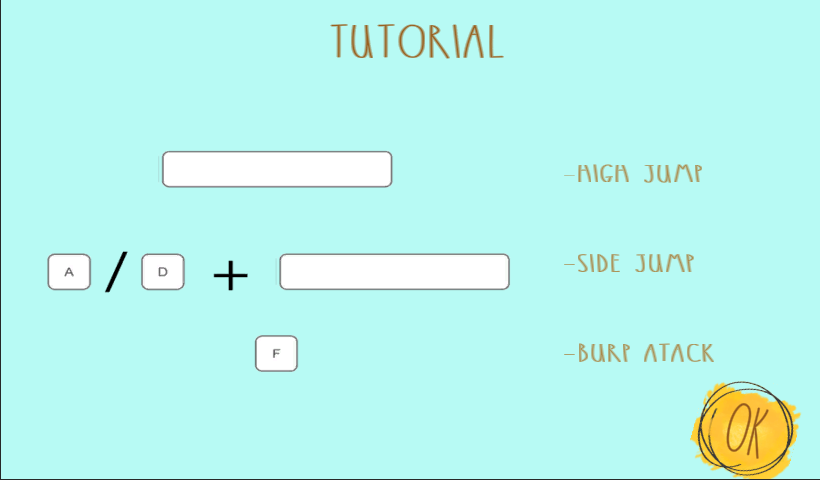 TUTORIAL
-HIGH JUMP
A / D + -SIDE JUMP
F -BURP ATACK
OK